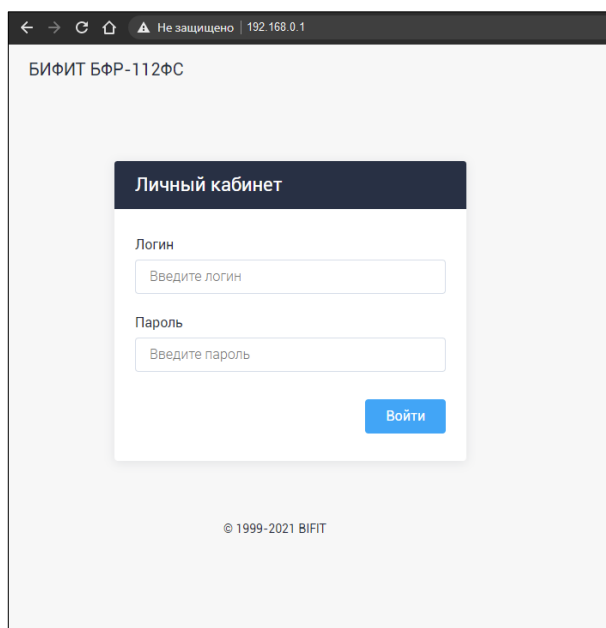 Не защищено | 192.168.0.1
БИФИТ БФР-112ФС
Личный кабинет
Логин
Введите логин
Пароль
Введите пароль
Войти
© 1999-2021 BIFIT